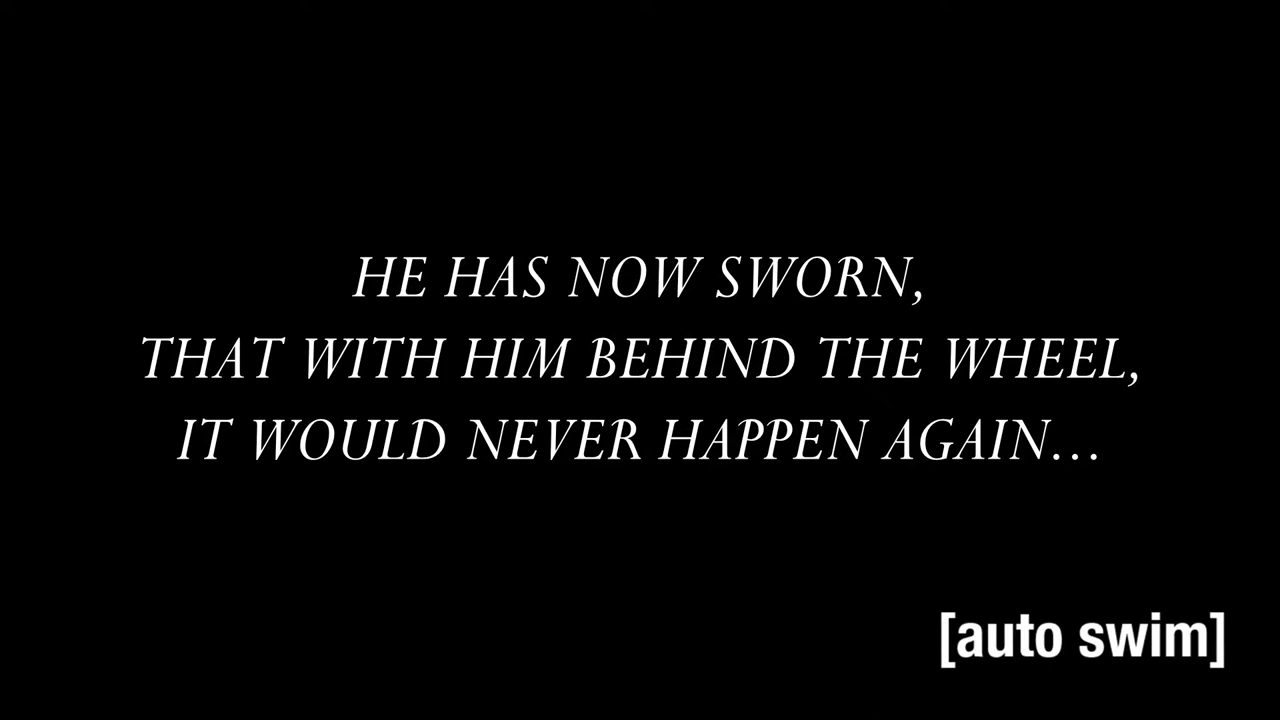 HE HAS NOW SWORN,
THAT WITH HIM BEHIND THE WHEEL,
IT WOULD NEVER HAPPEN AGAIN...
[auto swim]